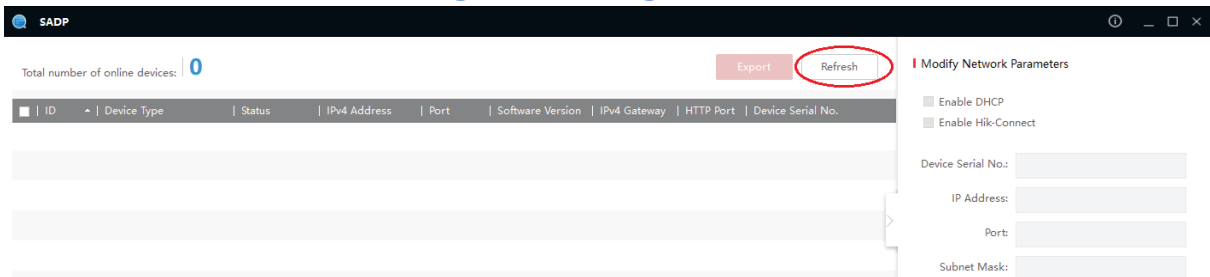 SADP
Total number of online devices: 0
Export
Refresh
ID | Device Type | Status | IPv4 Address | Port | Software Version | IPv4 Gateway | HTTP Port | Device Serial No.
Modify Network Parameters
Enable DHCP
Enable Hik-Connect
Device Serial No.:
IP Address:
Port:
Subnet Mask: